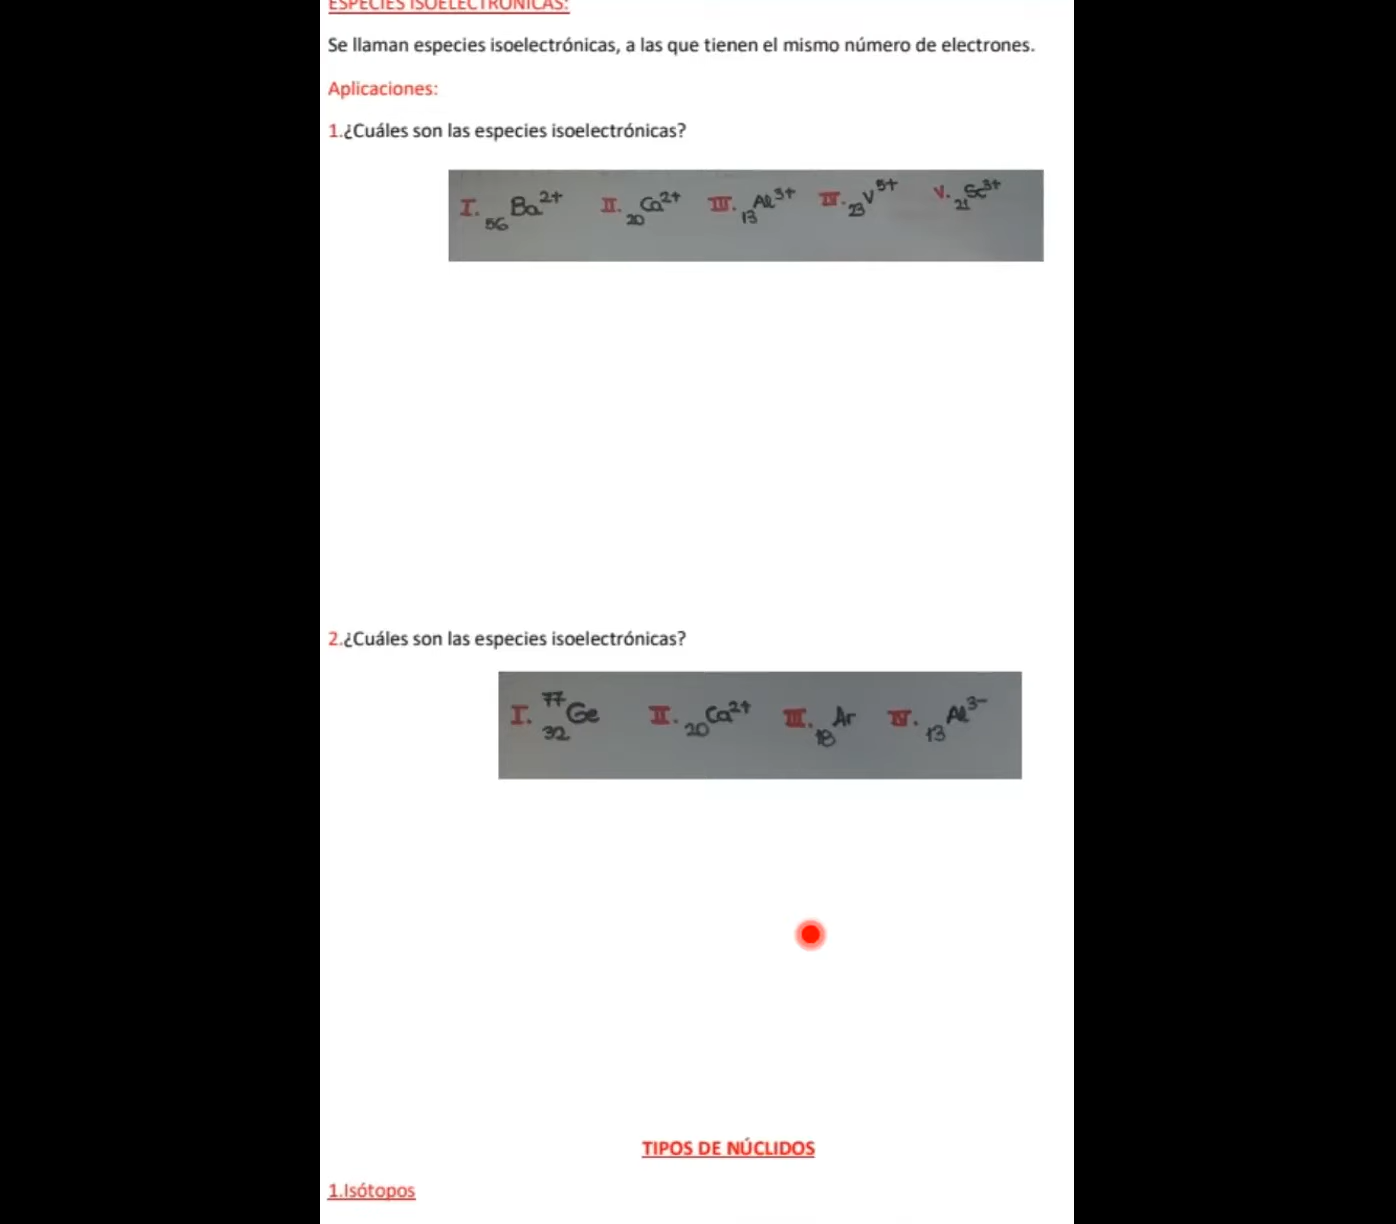 ESPECIES ISOELECTRÓNICAS:
Se llaman especies isoelectrónicas, a las que tienen el mismo número de electrones.
Aplicaciones:
1.¿Cuáles son las especies isoelectrónicas?
I. ₅₆Ba²⁺ II. ₂₀Ca²⁺ III. ₁₃Al³⁺ IV. ₂₃V⁵⁺ V. ₂₁Sc³⁺
2.¿Cuáles son las especies isoelectrónicas?
I. ⁷⁷₃₂Ge II. ₂₀Ca²⁺ III. ₁₈Ar IV. ₁₃Al³⁻
TIPOS DE NÚCLIDOS
1.Isótopos